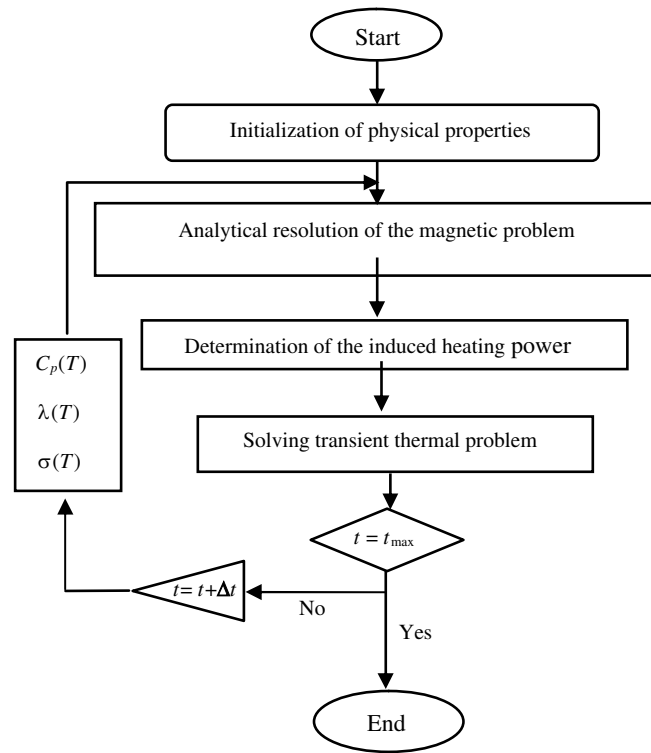 Start
Initialization of physical properties
Analytical resolution of the magnetic problem
Determination of the induced heating power
Cp(T)
λ(T)
σ(T)
Solving transient thermal problem
t = tmax
t= t+Δt
No
Yes
End